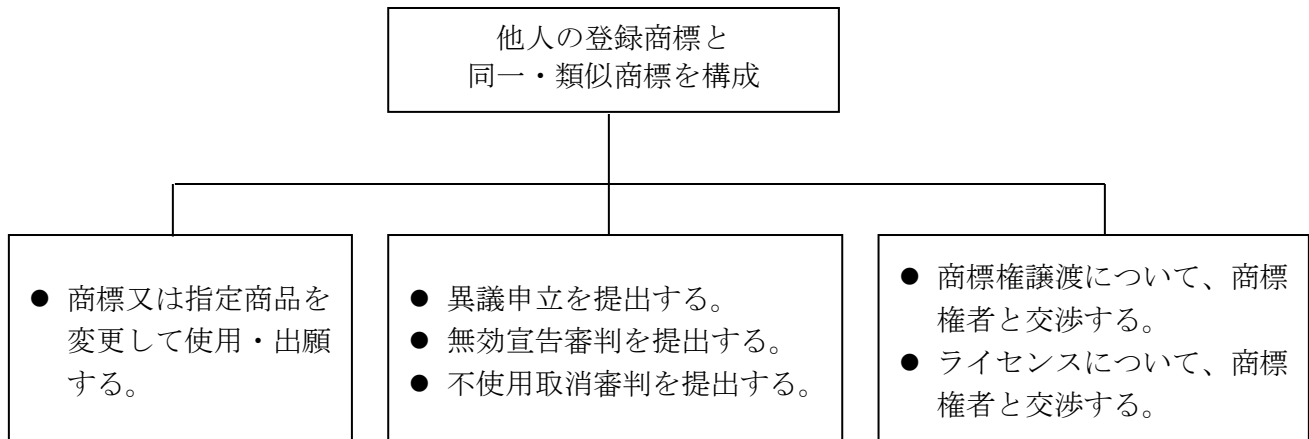 他人の登録商標と
同一・類似商標を構成
● 商標又は指定商品を
変更して使用・出願
する。
● 異議申立を提出する。
● 無効宣告審判を提出する。
● 不使用取消審判を提出する。
● 商標権譲渡について、商標
権者と交渉する。
● ライセンスについて、商標
権者と交渉する。